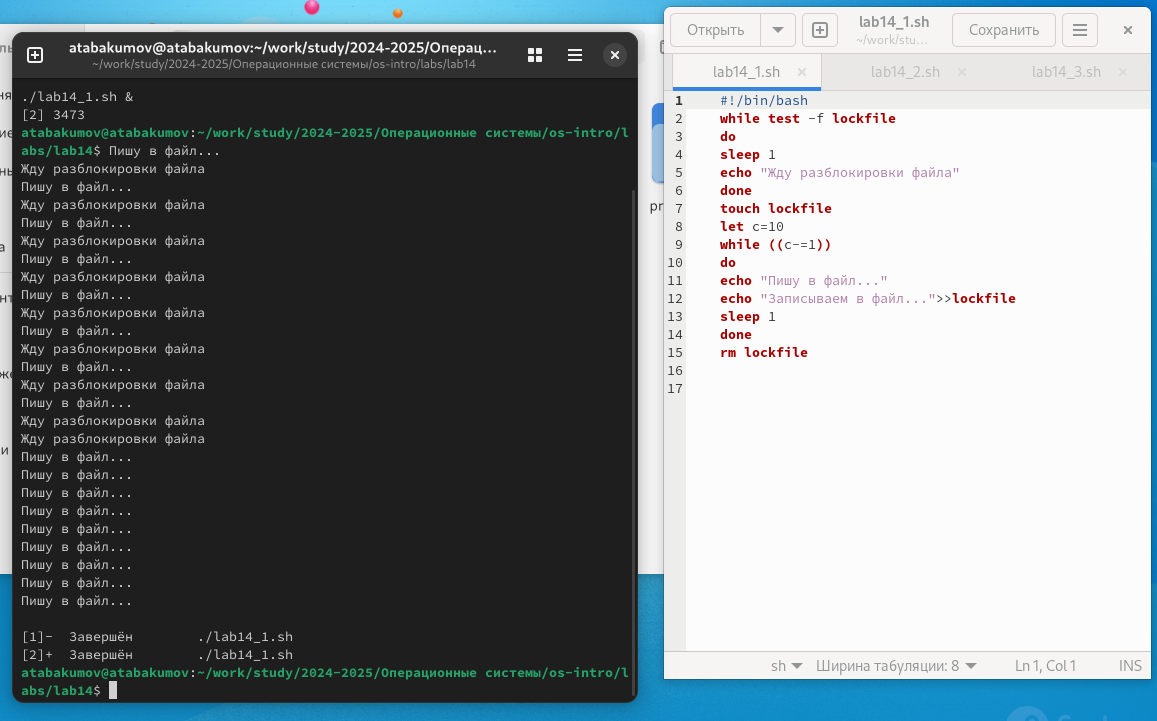 atabakumov@atabakumov:~/work/study/2024-2025/Операц...
~/work/study/2024-2025/Операционные системы/os-intro/labs/lab14
./lab14_1.sh &
[2] 3473
atabakumov@atabakumov:~/work/study/2024-2025/Операционные системы/os-intro/l
abs/lab14$ Пишу в файл...
Жду разблокировки файла
Пишу в файл...
Жду разблокировки файла
Пишу в файл...
Жду разблокировки файла
Пишу в файл...
Жду разблокировки файла
Пишу в файл...
Жду разблокировки файла
Пишу в файл...
Жду разблокировки файла
Пишу в файл...
Жду разблокировки файла
Пишу в файл...
Жду разблокировки файла
Жду разблокировки файла
Пишу в файл...
Пишу в файл...
Пишу в файл...
Пишу в файл...
Пишу в файл...
Пишу в файл...
Пишу в файл...
Пишу в файл...
Пишу в файл...
[1]-  Завершён        ./lab14_1.sh
[2]+  Завершён        ./lab14_1.sh
atabakumov@atabakumov:~/work/study/2024-2025/Операционные системы/os-intro/l
abs/lab14$
Открыть
lab14_1.sh
~/work/stu...
Сохранить
lab14_1.sh × lab14_2.sh × lab14_3.sh ×
1 #!/bin/bash
2 while test -f lockfile
3 do
4 sleep 1
5 echo "Жду разблокировки файла"
6 done
7 touch lockfile
8 let c=10
9 while ((c-=1))
10 do
11 echo "Пишу в файл..."
12 echo "Записываем в файл...">>lockfile
13 sleep 1
14 done
15 rm lockfile
16
17
sh Ширина табуляции: 8 Ln 1, Col 1 INS